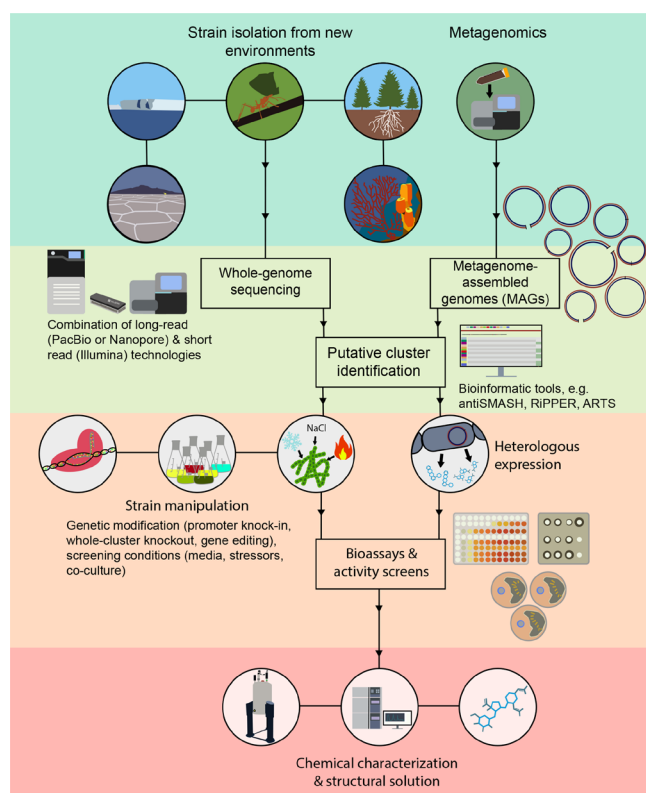 Strain isolation from new
environments
Metagenomics
Whole-genome
sequencing
Metagenome-
assembled
genomes (MAGs)
Combination of long-read
(PacBio or Nanopore) & short
read (Illumina) technologies
Putative cluster
identification
Bioinformatic tools, e.g.
antiSMASH, RiPPER, ARTS
NaCl
Heterologous
expression
Strain manipulation
Genetic modification (promoter knock-in,
whole-cluster knockout, gene editing),
screening conditions (media, stressors,
co-culture)
Bioassays &
activity screens
Chemical characterization
& structural solution